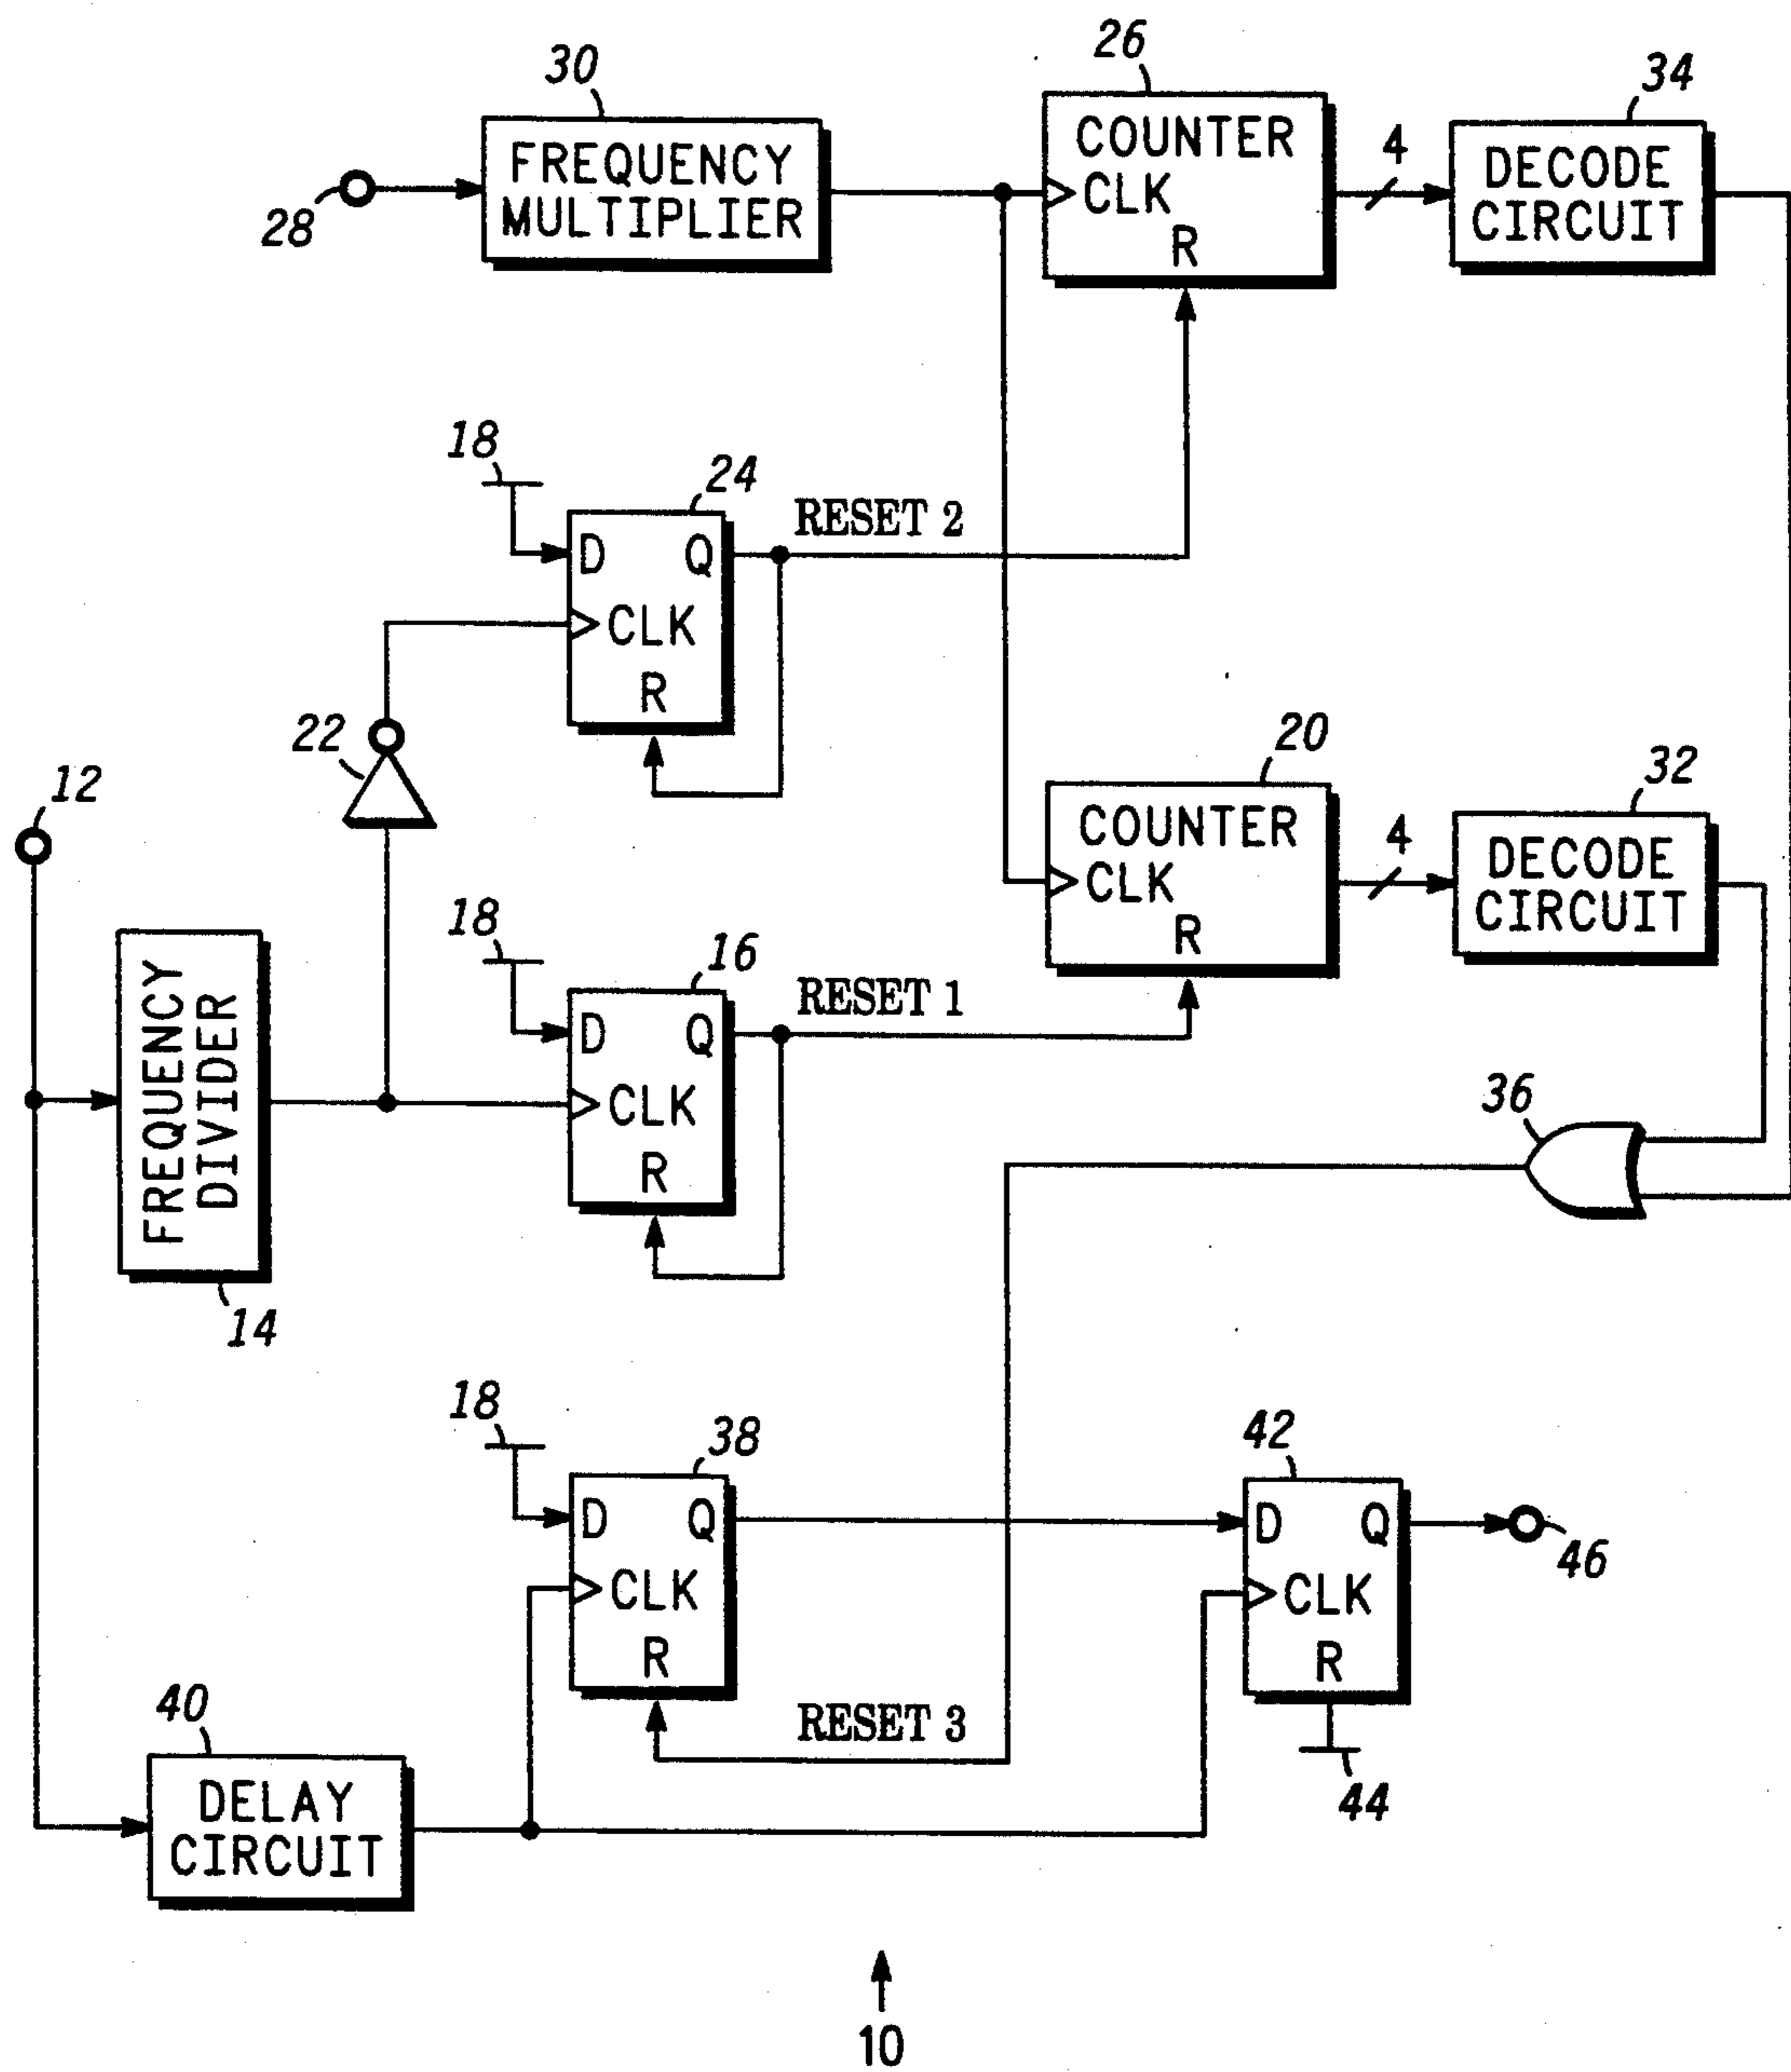 26
30
34
COUNTER
CLK
R
4
DECODE
CIRCUIT
FREQUENCY
MULTIPLIER
28
18
24
RESET 2
D Q
CLK
R
22
20
32
12
COUNTER
CLK
R
4
DECODE
CIRCUIT
18
16
RESET 1
D Q
CLK
R
FREQUENCY
DIVIDER
14
36
18
38
42
D Q
CLK
R
D Q
CLK
R
46
RESET 3
40
44
DELAY
CIRCUIT
10